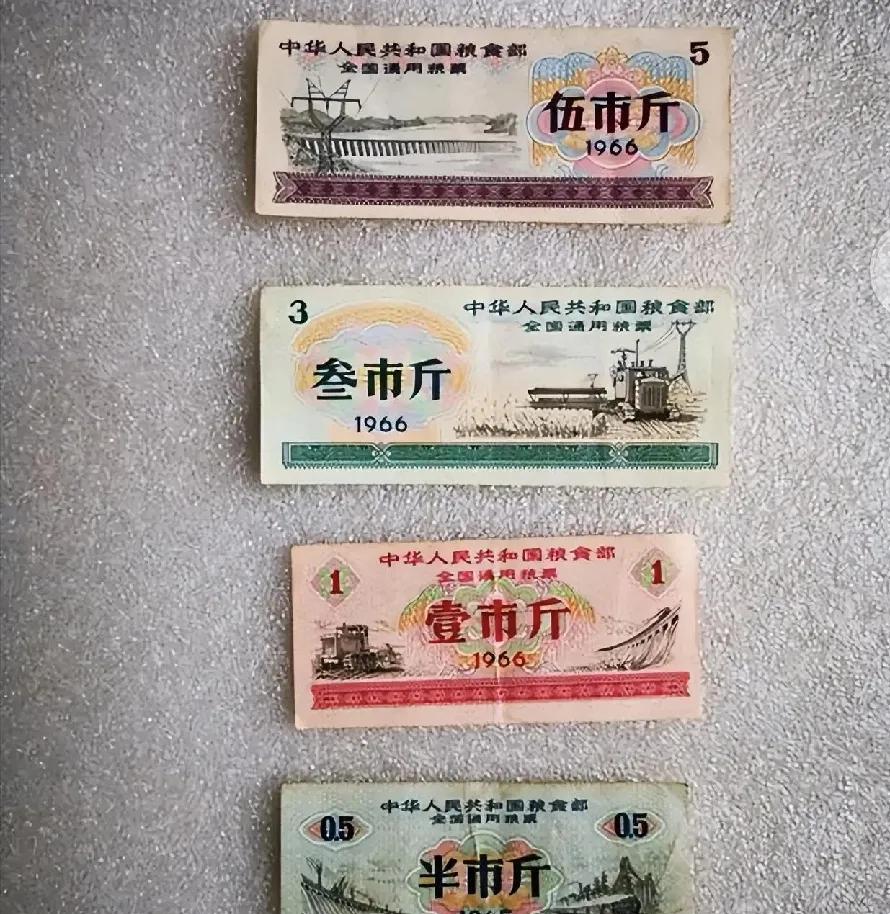 中华人民共和国粮食部
5
全国通用粮票
伍市斤
1966
3
中华人民共和国粮食部
全国通用粮票
叁市斤
1966
中华人民共和国粮食部
1
1
全国通用粮票
壹市斤
1966
中华人民共和国粮食部
0.5
0.5
全国通用粮票
半市斤